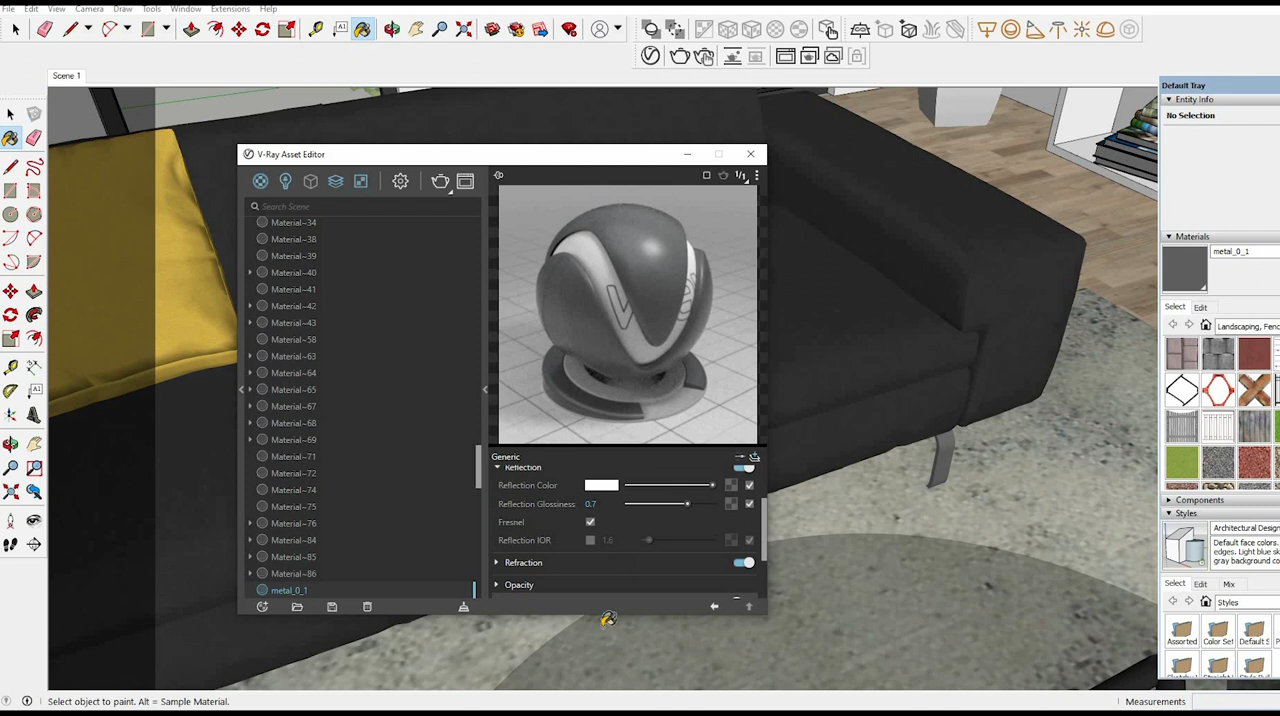 File Edit View Camera Draw Tools Window Extensions Help
Scene 1
Default Tray
Entity Info
No Selection
V-Ray Asset Editor
Search Scene
1/1
Material~34
Material~38
Material~39
Material~40
Material~41
Material~42
Material~43
Material~58
Material~63
Material~64
Material~65
Material~67
Material~68
Material~69
Material~71
Material~72
Material~74
Material~75
Material~76
Material~84
Material~85
Material~86
metal_0_1
Generic
Reflection
Reflection Color
Reflection Glossiness 0.7
Fresnel
Reflection IOR 1.6
Refraction
Opacity
Materials
metal_0_1
Select Edit
Landscaping, Fenc
Components
Styles
Architectural Design
Default face colors.
edges. Light blue sk
gray background co
Select Edit Mix
Styles
Assorted Color Set Default S
Select object to paint. Alt = Sample Material.
Measurements